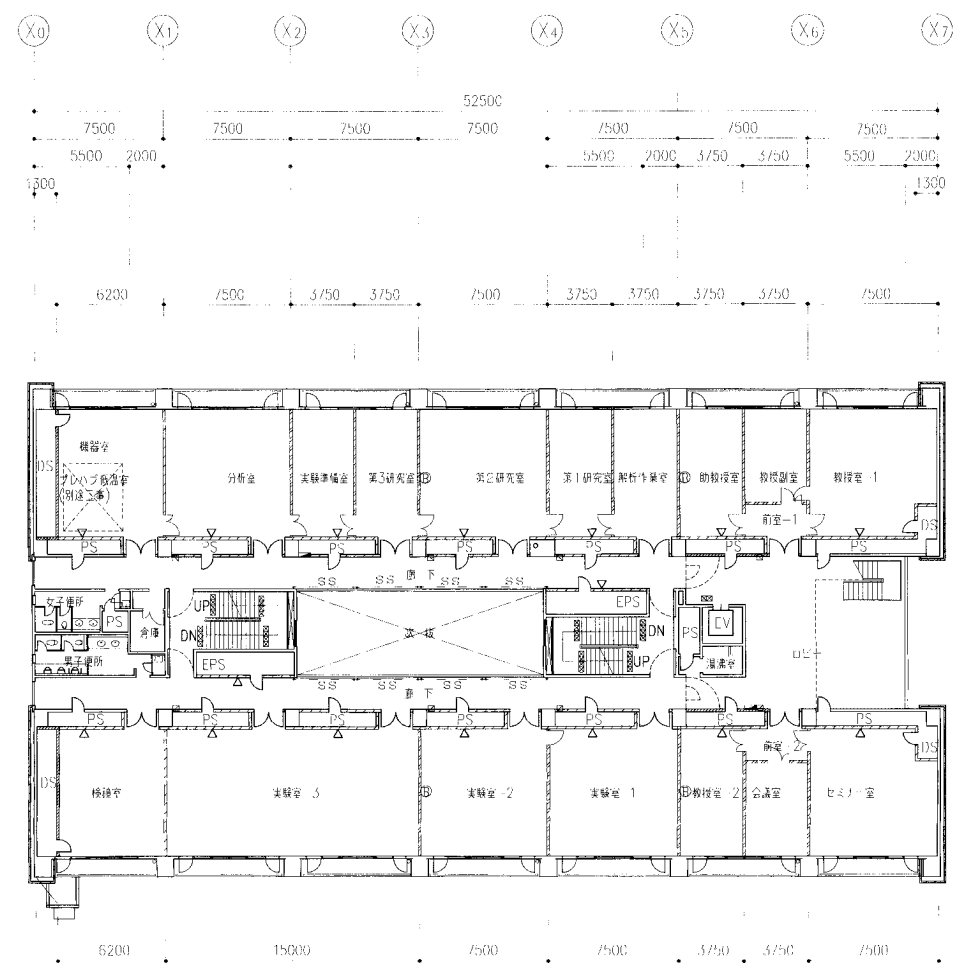 X0 X1 X2 X3 X4 X5 X6 X7
52500
7500 7500 7500 7500 7500 7500 7500
5500 2000 5500 2000 3750 3750 5500 2000
1300 1300
6200 7500 3750 3750 7500 3750 3750 3750 3750 7500
機器室
DS プレハブ低温室 分析室 実験準備室 第3研究室 B 第2研究室 第1研究室 解析作業室 B 助教授室 教授副室 教授室-1
(別途工事)
前室-1
DS
PS PS PS PS PS PS PS
廊下
SS SS SS SS
女子便所 UP EPS
PS 倉庫 DN 吹抜 DN PS EV
男子便所 EPS UP 湯沸室 ロビー
SS SS SS SS
廊下
PS PS PS PS PS PS PS
前室-2 DS
DS
検鏡室 実験室-3 B 実験室-2 実験室-1 B 教授室-2 会議室 セミナー室
6200 15000 7500 7500 3750 3750 7500